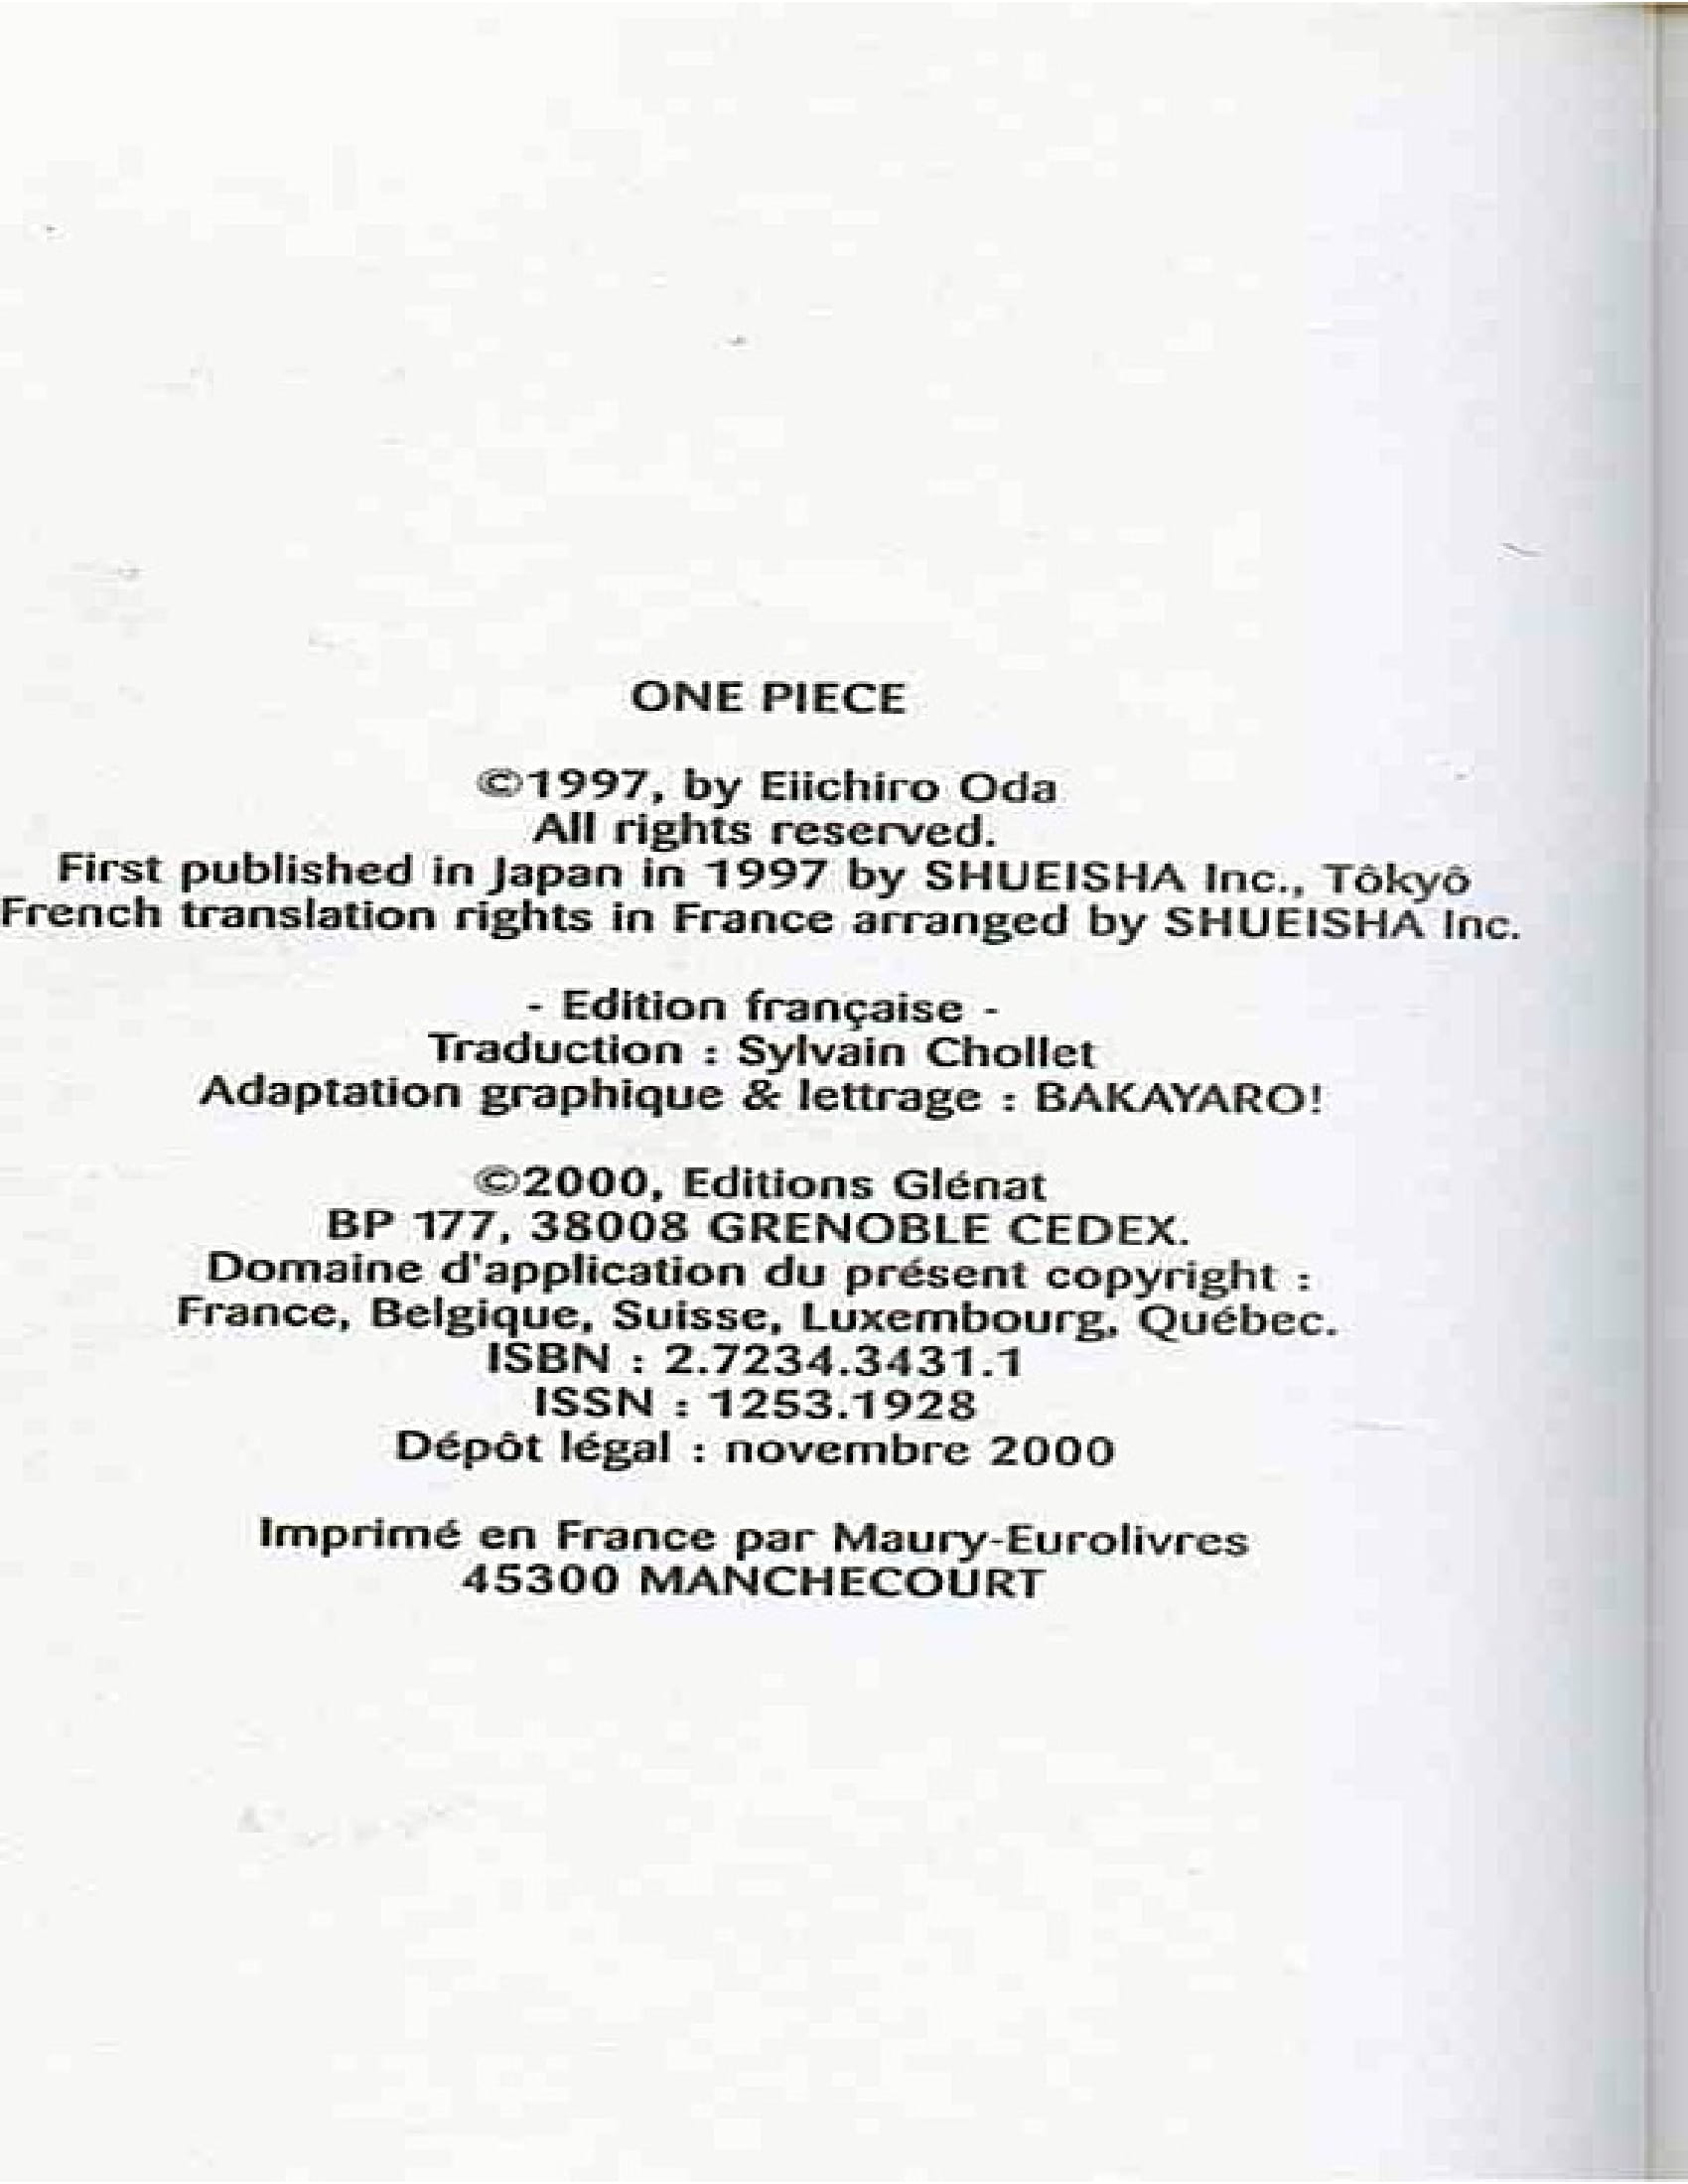 ONE PIECE
©1997, by Eiichiro Oda
All rights reserved.
First published in Japan in 1997 by SHUEISHA Inc., Tôkyô
French translation rights in France arranged by SHUEISHA Inc.
- Edition française -
Traduction : Sylvain Chollet
Adaptation graphique & lettrage : BAKAYARO!
©2000, Editions Glénat
BP 177, 38008 GRENOBLE CEDEX.
Domaine d'application du présent copyright :
France, Belgique, Suisse, Luxembourg, Québec.
ISBN : 2.7234.3431.1
ISSN : 1253.1928
Dépôt légal : novembre 2000
Imprimé en France par Maury-Eurolivres
45300 MANCHECOURT